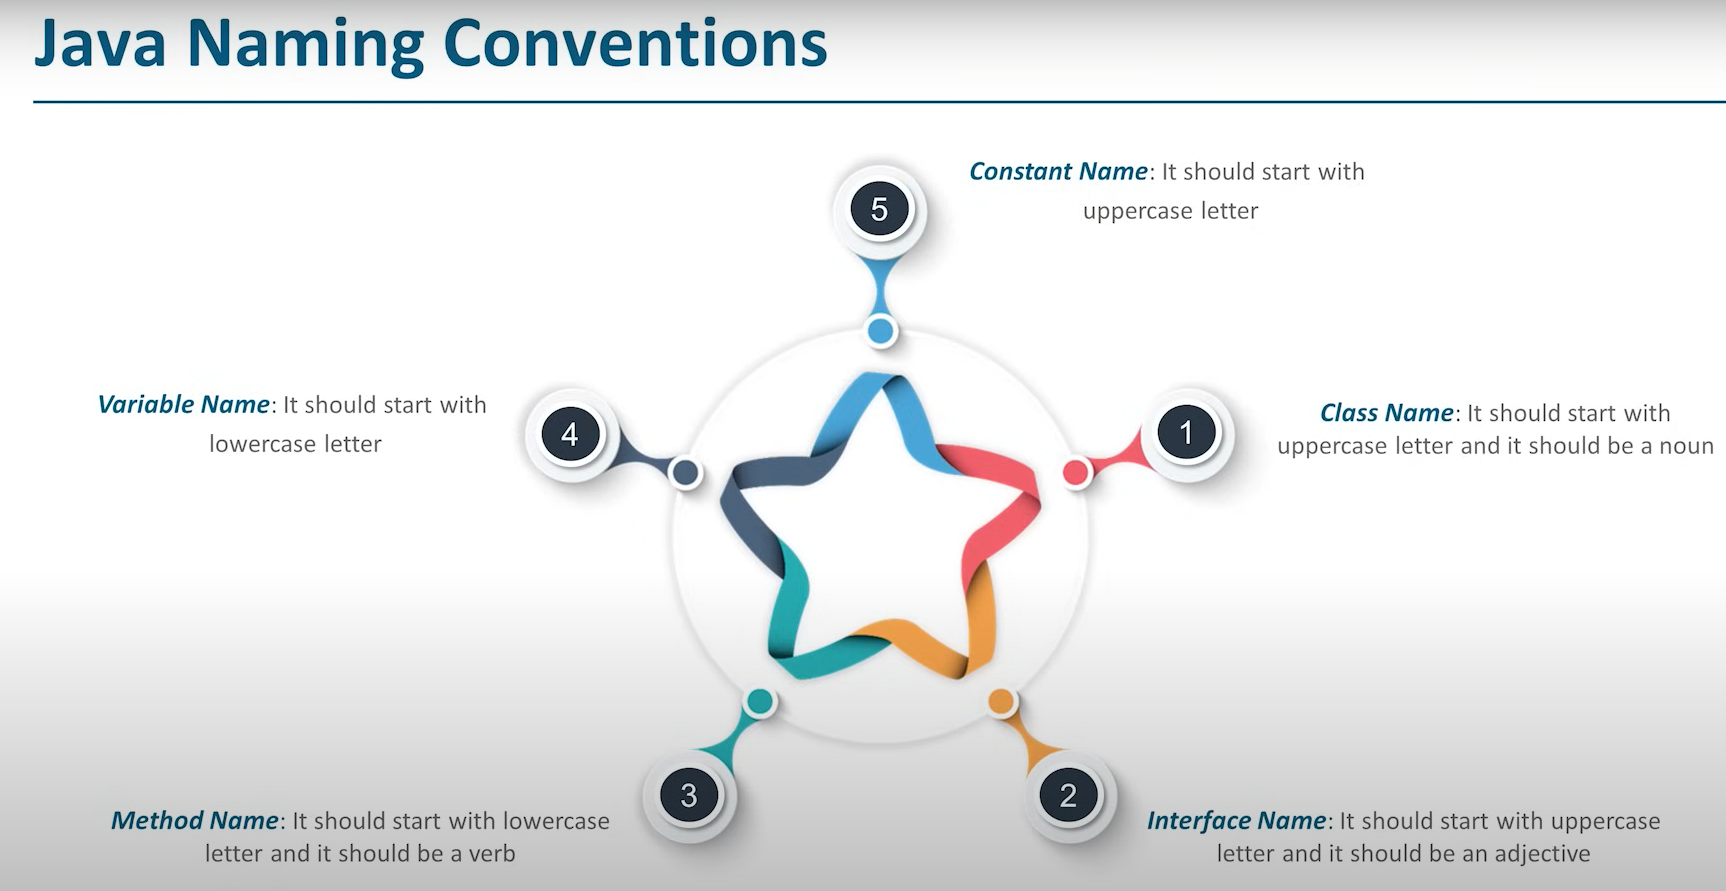 Java Naming Conventions
5
Constant Name: It should start with
uppercase letter
4
Variable Name: It should start with
lowercase letter
1
Class Name: It should start with
uppercase letter and it should be a noun
3
Method Name: It should start with lowercase
letter and it should be a verb
2
Interface Name: It should start with uppercase
letter and it should be an adjective